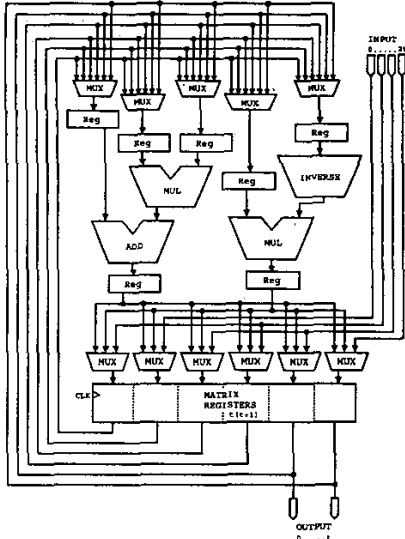 INPUT
MUX MUX MUX MUX MUX
Reg
Reg Reg Reg
Reg
MUL
INVERSE
ADD MUL
Reg Reg
MUX MUX MUX MUX MUX MUX
CLK MATRIX
REGISTERS
OUTPUT